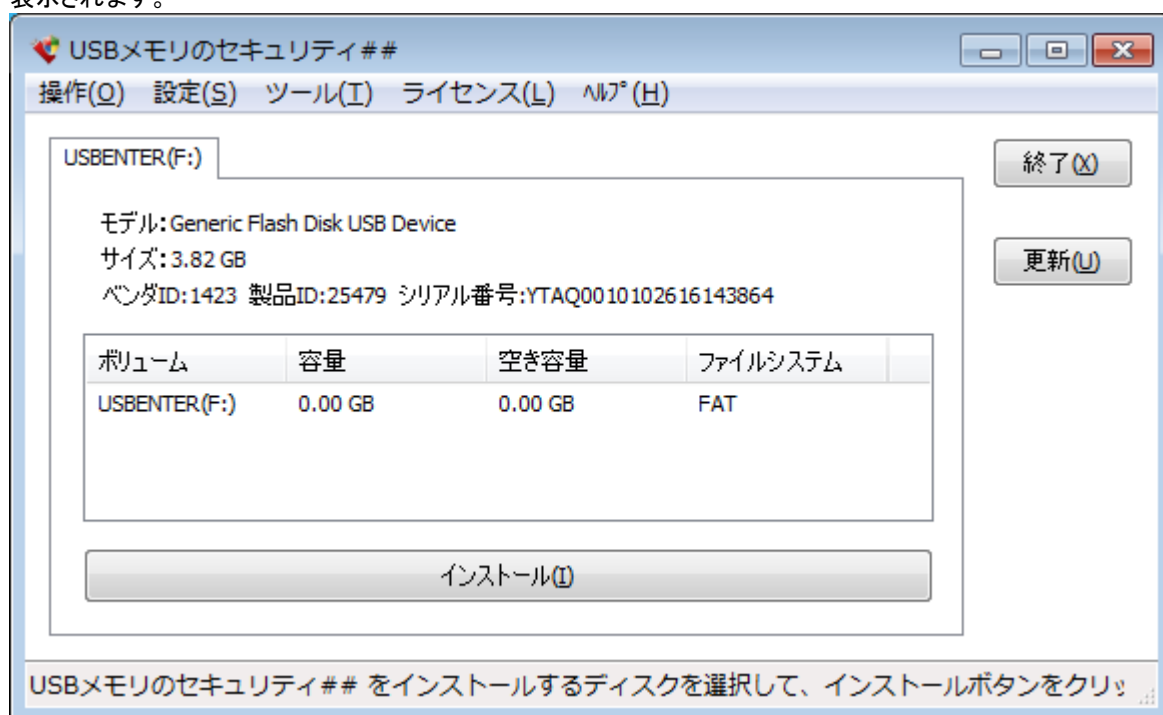 表示されます。
USBメモリのセキュリティ##
操作(O) 設定(S) ツール(T) ライセンス(L) ﾍﾙﾌﾟ(H)
USBENTER(F:)
終了(X)
モデル:Generic Flash Disk USB Device
サイズ:3.82 GB
更新(U)
ベンダID:1423 製品ID:25479 シリアル番号:YTAQ0010102616143864
ボリューム 容量 空き容量 ファイルシステム
USBENTER(F:) 0.00 GB 0.00 GB FAT
インストール(I)
USBメモリのセキュリティ## をインストールするディスクを選択して、インストールボタンをクリッ